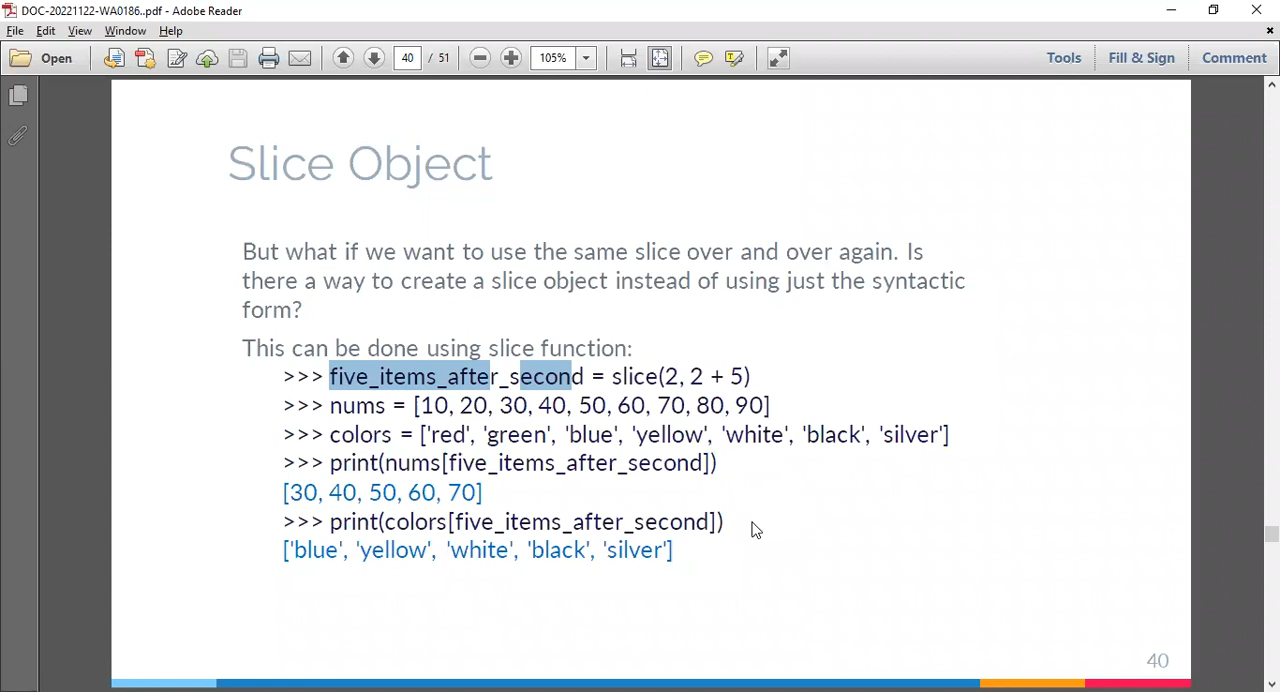 DOC-20221122-WA0186..pdf - Adobe Reader
File Edit View Window Help
Open 40 / 51 105% Tools Fill & Sign Comment
Slice Object
But what if we want to use the same slice over and over again. Is
there a way to create a slice object instead of using just the syntactic
form?
This can be done using slice function:
>>> five_items_after_second = slice(2, 2 + 5)
>>> nums = [10, 20, 30, 40, 50, 60, 70, 80, 90]
>>> colors = ['red', 'green', 'blue', 'yellow', 'white', 'black', 'silver']
>>> print(nums[five_items_after_second])
[30, 40, 50, 60, 70]
>>> print(colors[five_items_after_second])
['blue', 'yellow', 'white', 'black', 'silver']
40